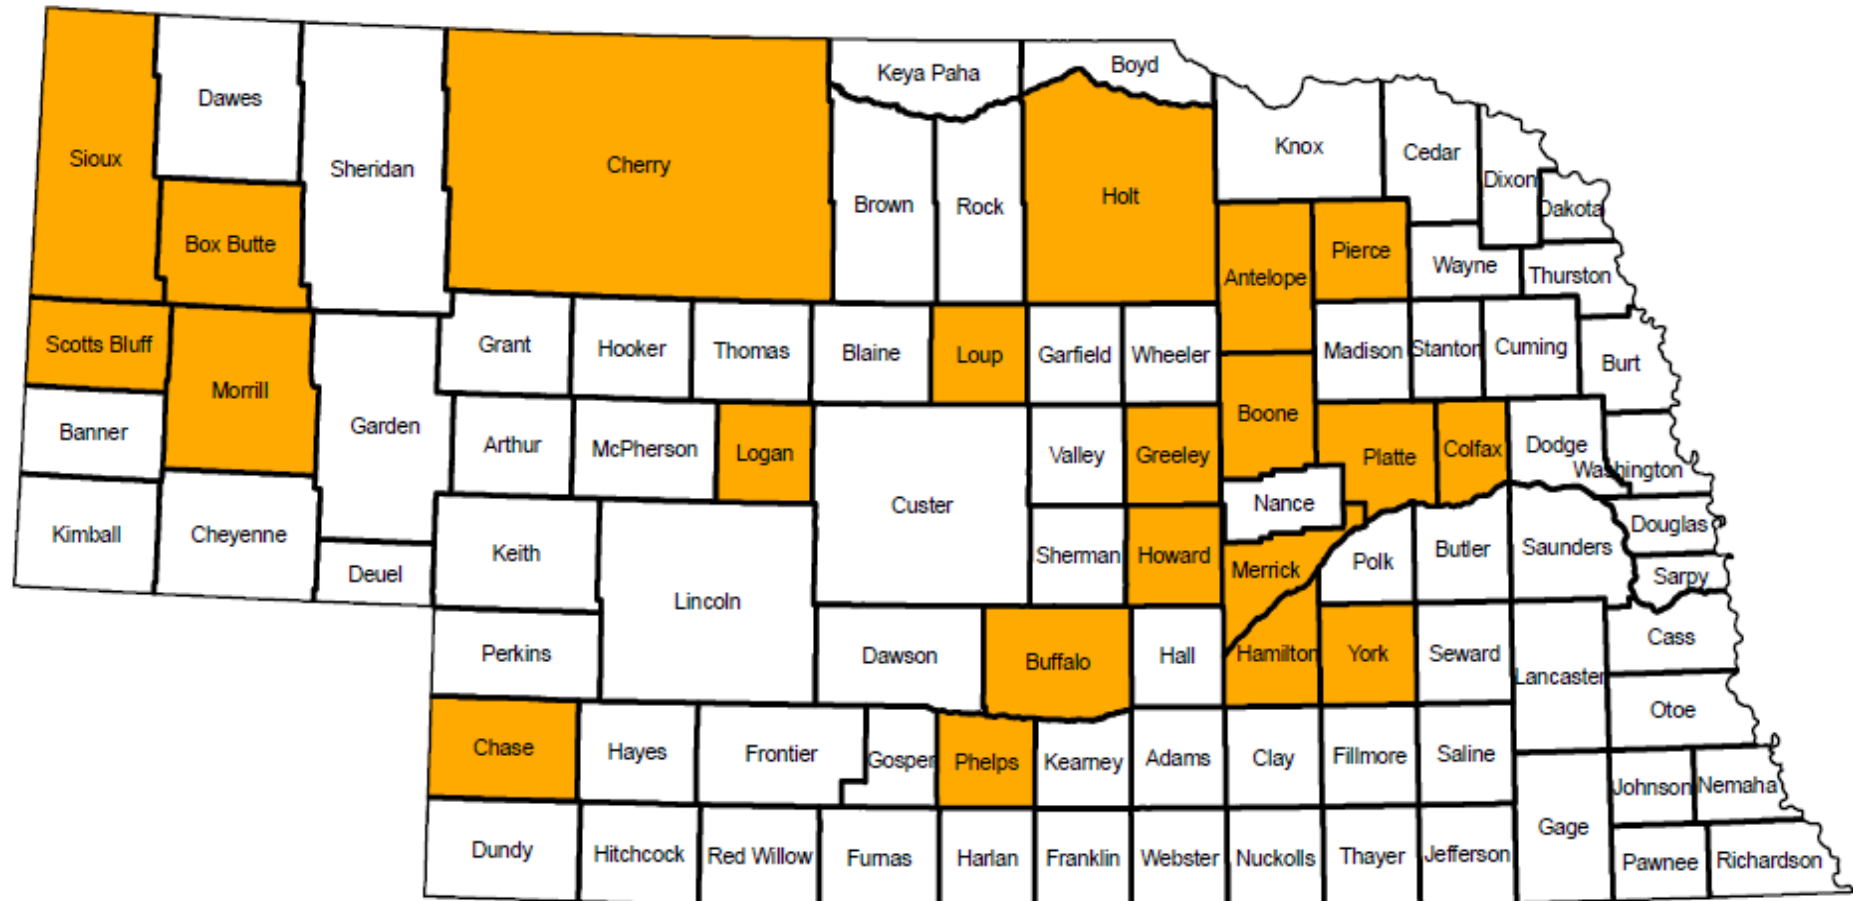 Boyd
Keya Paha
Dawes
Knox
Cedar
Sioux
Cherry
Sheridan
Dixon
Holt
Brown
Rock
Dakota
Box Butte
Pierce
Wayne
Antelope
Thurston
Scotts Bluff
Grant
Hooker
Thomas
Blaine
Loup
Garfield
Wheeler
Madison
Stanton
Cuming
Burt
Morrill
Garden
Banner
Arthur
McPherson
Logan
Valley
Greeley
Boone
Platte
Colfax
Dodge
Washington
Custer
Nance
Kimball
Cheyenne
Keith
Sherman
Howard
Merrick
Polk
Butler
Saunders
Douglas
Sarpy
Deuel
Lincoln
Perkins
Dawson
Buffalo
Hall
Hamilton
York
Seward
Cass
Lancaster
Otoe
Chase
Hayes
Frontier
Gosper
Phelps
Kearney
Adams
Clay
Fillmore
Saline
Johnson
Nemaha
Gage
Dundy
Hitchcock
Red Willow
Furnas
Harlan
Franklin
Webster
Nuckolls
Thayer
Jefferson
Pawnee
Richardson